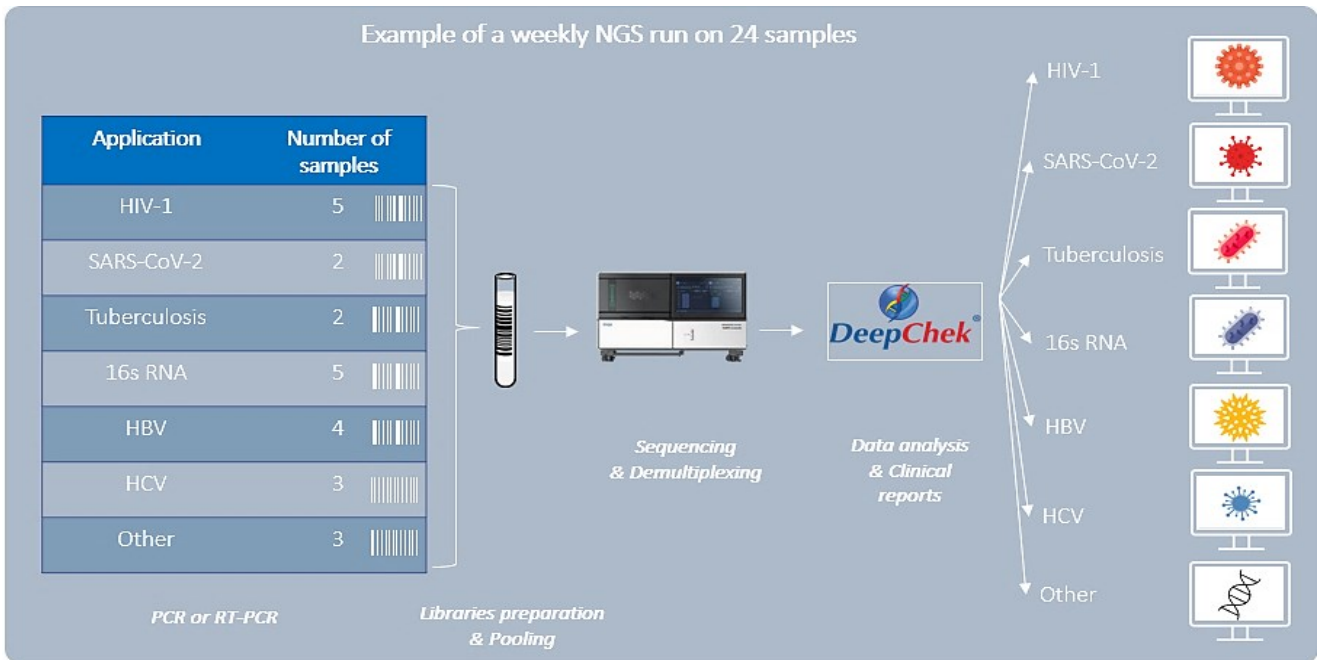 Example of a weekly NGS run on 24 samples
Application
Number of
samples
HIV-1 5
SARS-CoV-2 2
Tuberculosis 2
16s RNA 5
HBV 4
HCV 3
Other 3
PCR or RT-PCR
Libraries preparation
& Pooling
Sequencing
& Demultiplexing
DeepChek®
Data analysis
& Clinical
reports
HIV-1
SARS-CoV-2
Tuberculosis
16s RNA
HBV
HCV
Other